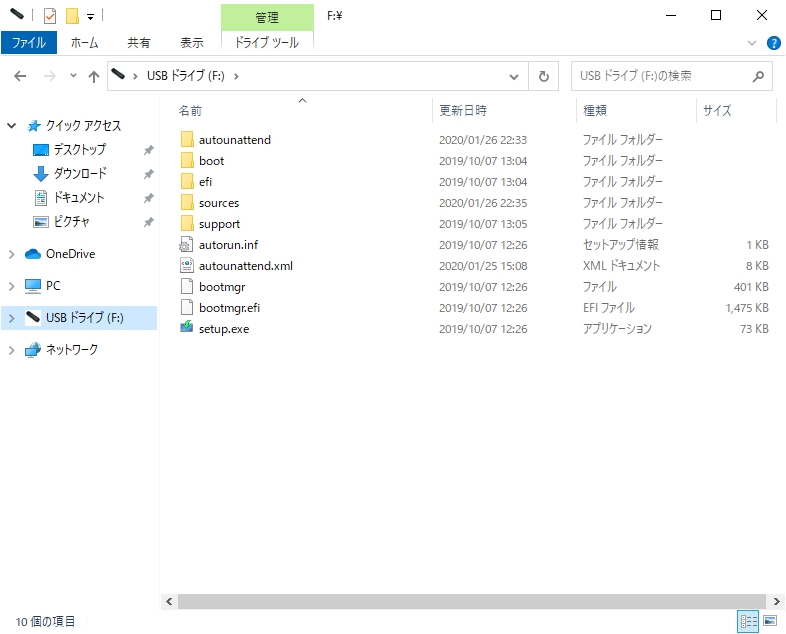 管理
F:¥
ファイル ホーム 共有 表示 ドライブ ツール
USB ドライブ (F:)
USB ドライブ (F:)の検索
名前 更新日時 種類 サイズ
クイック アクセス
デスクトップ
ダウンロード
ドキュメント
ピクチャ
OneDrive
PC
USB ドライブ (F:)
ネットワーク
autounattend 2020/01/26 22:33 ファイル フォルダー
boot 2019/10/07 13:04 ファイル フォルダー
efi 2019/10/07 13:04 ファイル フォルダー
sources 2020/01/26 22:35 ファイル フォルダー
support 2019/10/07 13:05 ファイル フォルダー
autorun.inf 2019/10/07 12:26 セットアップ情報 1 KB
autounattend.xml 2020/01/25 15:08 XML ドキュメント 8 KB
bootmgr 2019/10/07 12:26 ファイル 401 KB
bootmgr.efi 2019/10/07 12:26 EFI ファイル 1,475 KB
setup.exe 2019/10/07 12:26 アプリケーション 73 KB
10 個の項目